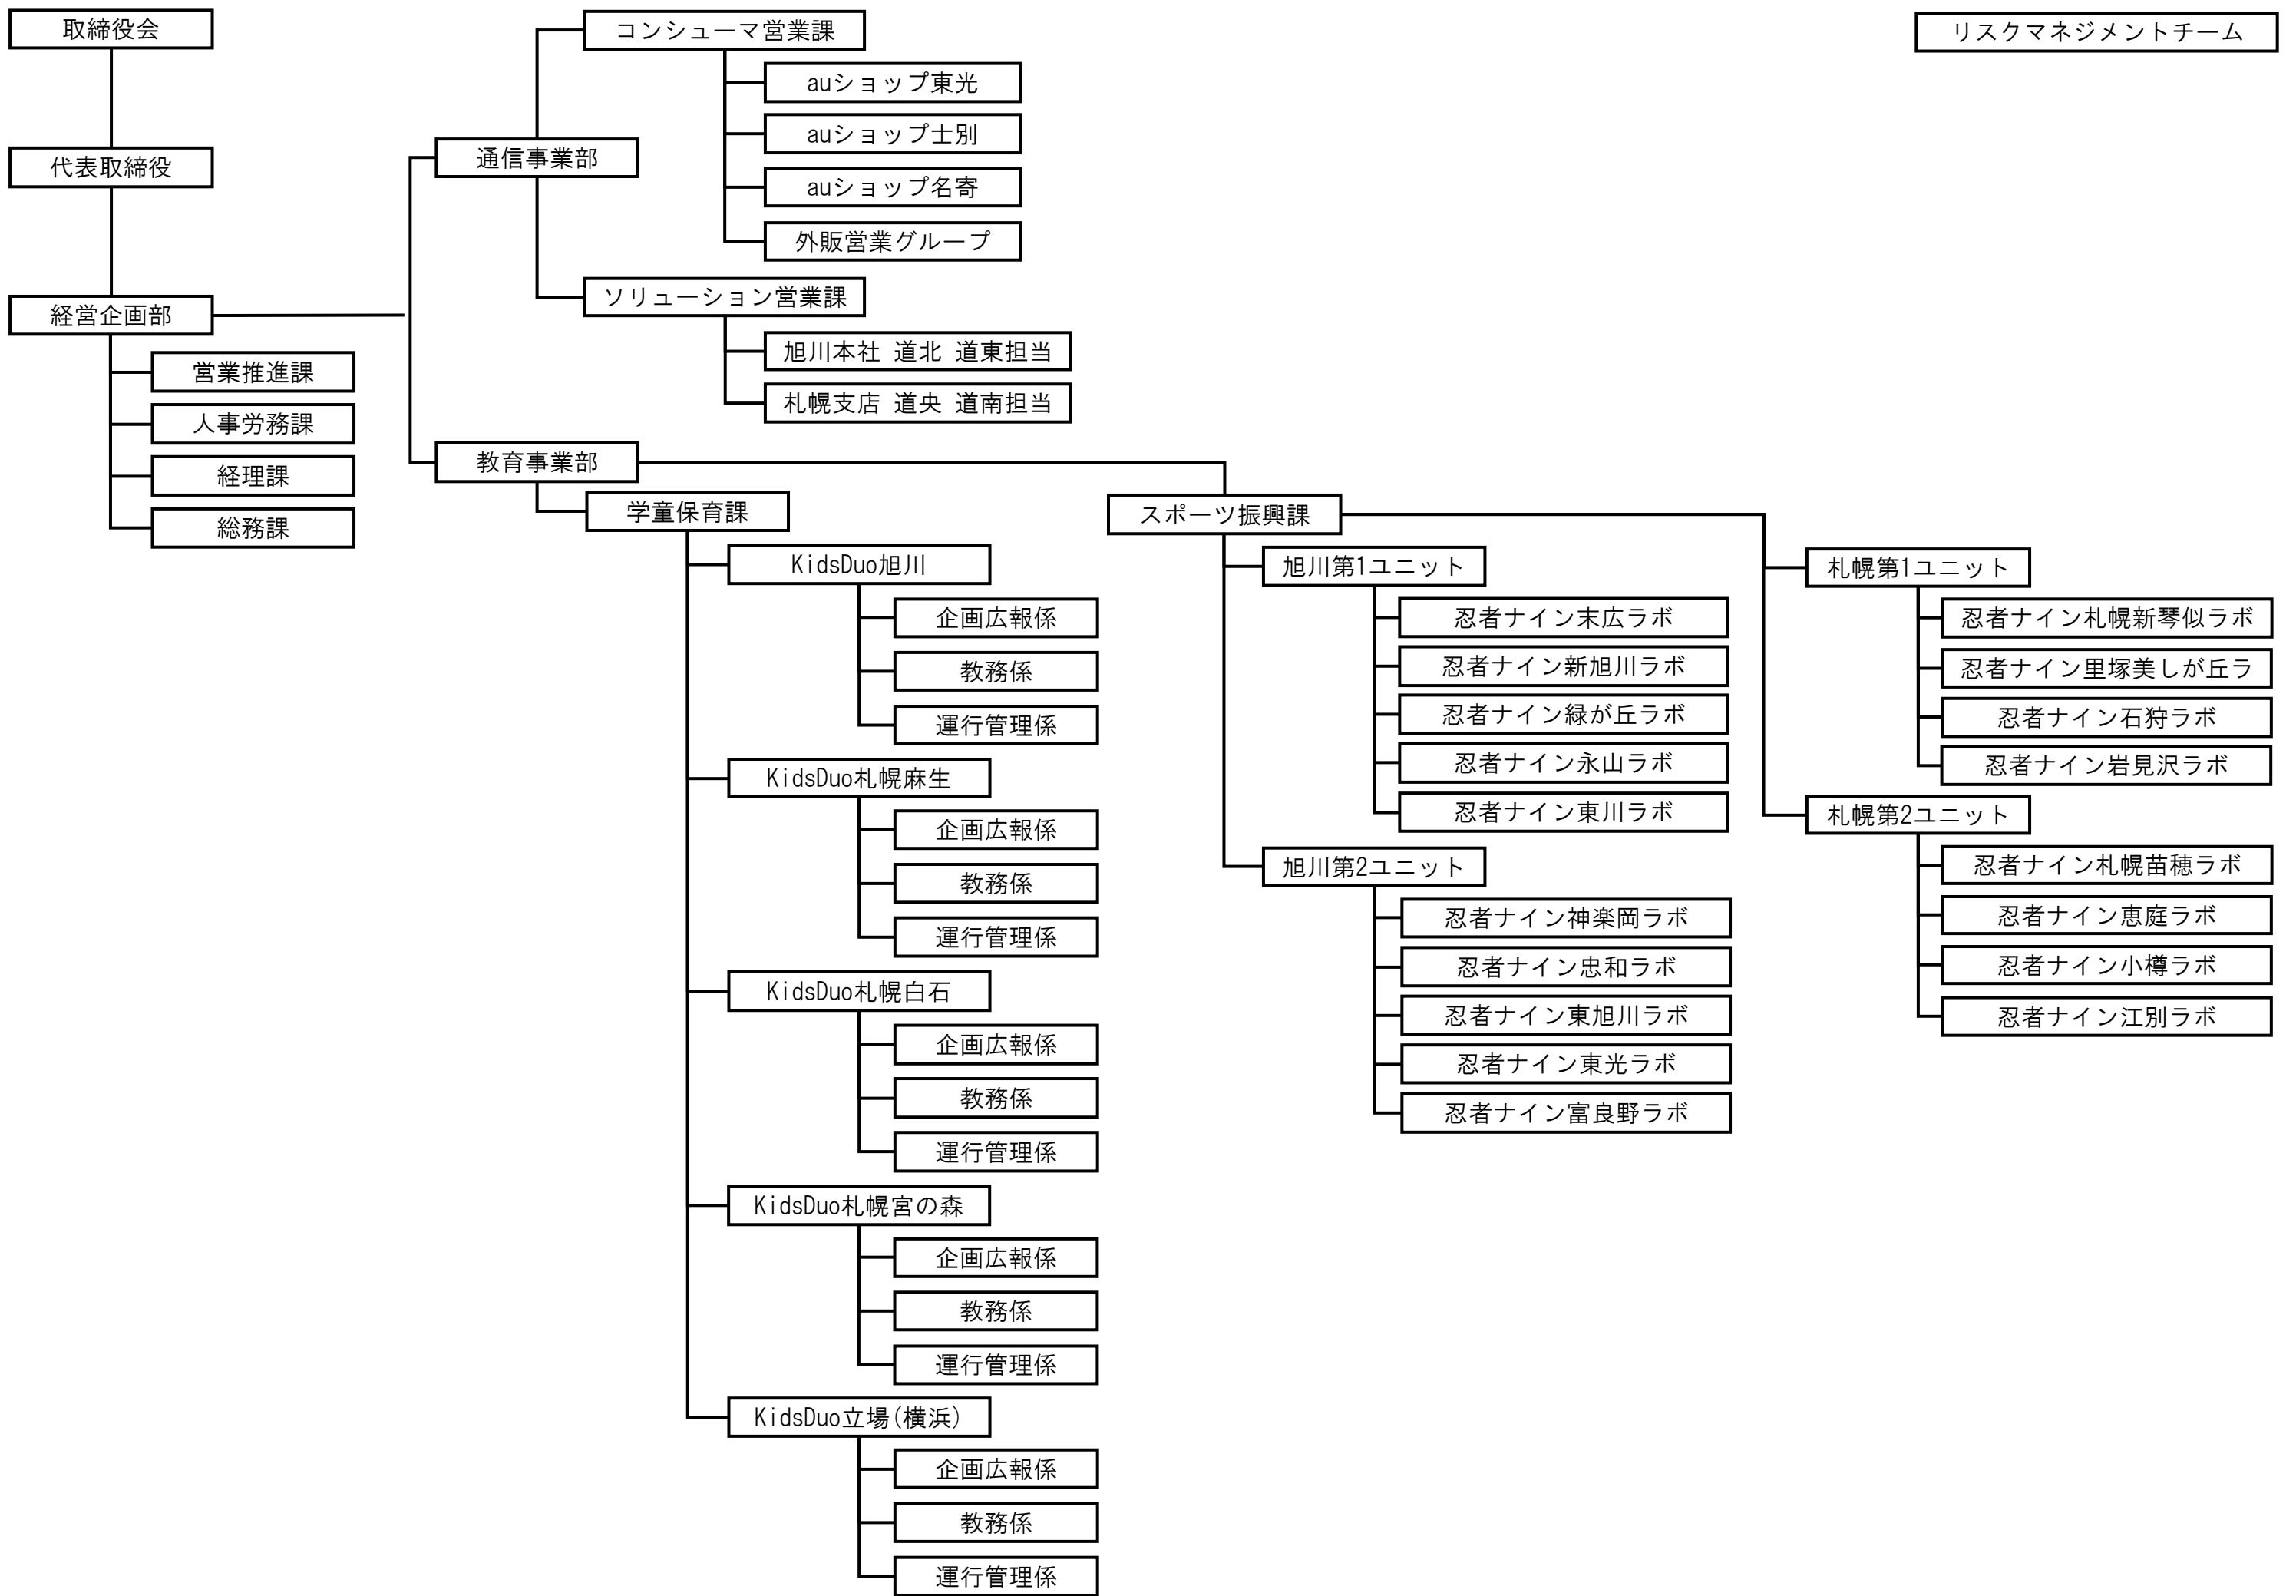 取締役会
代表取締役
経営企画部
営業推進課
人事労務課
経理課
総務課
通信事業部
コンシューマ営業課
auショップ東光
auショップ士別
auショップ名寄
外販営業グループ
ソリューション営業課
旭川本社 道北 道東担当
札幌支店 道央 道南担当
教育事業部
学童保育課
KidsDuo旭川
企画広報係
教務係
運行管理係
KidsDuo札幌麻生
企画広報係
教務係
運行管理係
KidsDuo札幌白石
企画広報係
教務係
運行管理係
KidsDuo札幌宮の森
企画広報係
教務係
運行管理係
KidsDuo立場(横浜)
企画広報係
教務係
運行管理係
スポーツ振興課
旭川第1ユニット
忍者ナイン末広ラボ
忍者ナイン新旭川ラボ
忍者ナイン緑が丘ラボ
忍者ナイン永山ラボ
忍者ナイン東川ラボ
旭川第2ユニット
忍者ナイン神楽岡ラボ
忍者ナイン忠和ラボ
忍者ナイン東旭川ラボ
忍者ナイン東光ラボ
忍者ナイン富良野ラボ
札幌第1ユニット
忍者ナイン札幌新琴似ラボ
忍者ナイン里塚美しが丘ラ
忍者ナイン石狩ラボ
忍者ナイン岩見沢ラボ
札幌第2ユニット
忍者ナイン札幌苗穂ラボ
忍者ナイン恵庭ラボ
忍者ナイン小樽ラボ
忍者ナイン江別ラボ
リスクマネジメントチーム